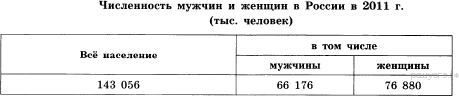 Численность мужчин и женщин в России в 2011 г.
(тыс. человек)
Всё население
в том числе
мужчины женщины
143 056 66 176 76 880